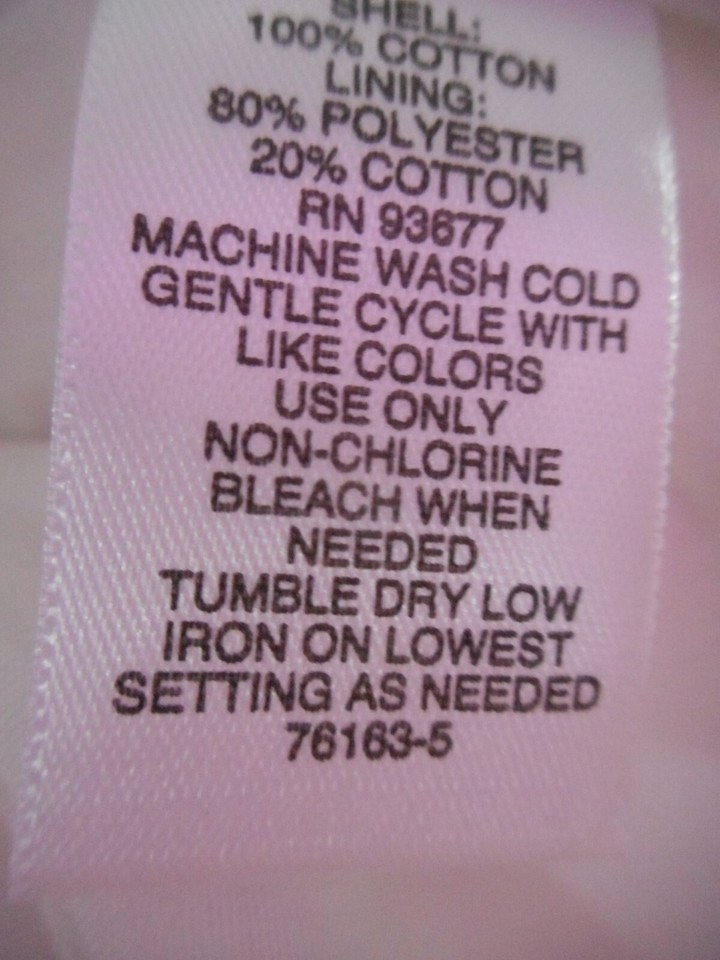 SHELL:
100% COTTON
LINING:
80% POLYESTER
20% COTTON
RN 93677
MACHINE WASH COLD
GENTLE CYCLE WITH
LIKE COLORS
USE ONLY
NON-CHLORINE
BLEACH WHEN
NEEDED
TUMBLE DRY LOW
IRON ON LOWEST
SETTING AS NEEDED
76163-5